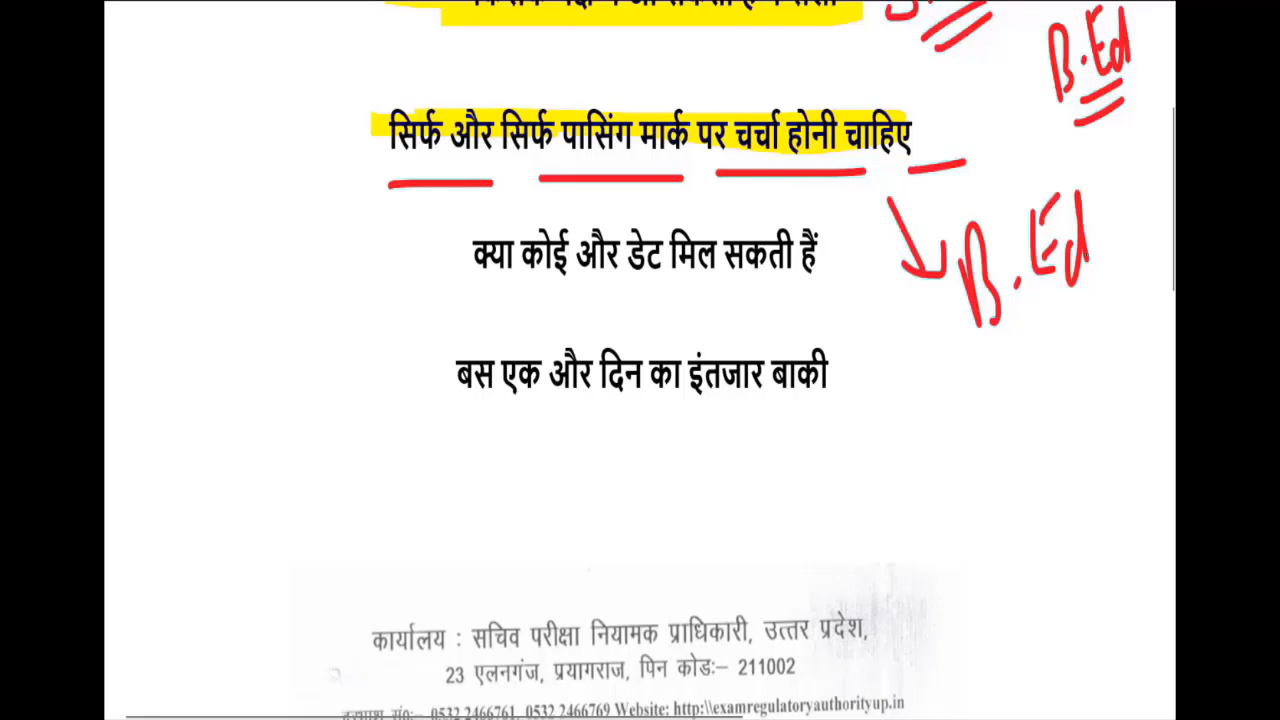 B.Ed
सिर्फ और सिर्फ पासिंग मार्क पर चर्चा होनी चाहिए
क्या कोई और डेट मिल सकती हैं
B.Ed
बस एक और दिन का इंतजार बाकी
कार्यालय : सचिव परीक्षा नियामक प्राधिकारी, उत्तर प्रदेश,
23 एलनगंज, प्रयागराज, पिन कोडः– 211002
0532 2466761, 0532 2466769 Website: http:\\examregulatoryauthorityup.in